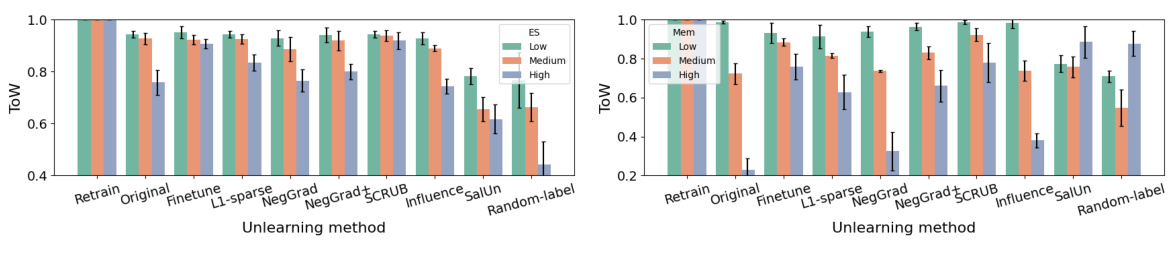 1.0
0.8
0.6
0.4
ToW
ES
Low
Medium
High
Retrain
Original
Finetune
L1-sparse
NegGrad
NegGrad+
SCRUB
Influence
SalUn
Random-label
Unlearning method
1.0
0.8
0.6
0.4
0.2
ToW
Mem
Low
Medium
High
Retrain
Original
Finetune
L1-sparse
NegGrad
NegGrad+
SCRUB
Influence
SalUn
Random-label
Unlearning method